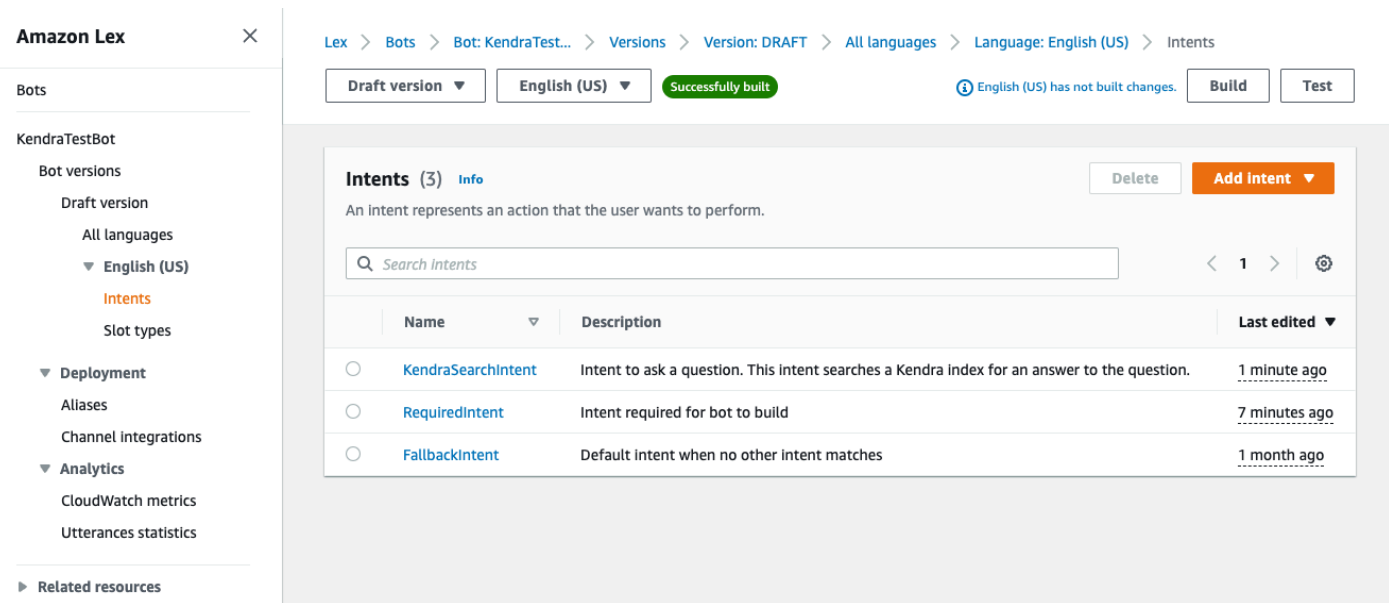 Amazon Lex
Bots
KendraTestBot
Bot versions
Draft version
All languages
English (US)
Intents
Slot types
Deployment
Aliases
Channel integrations
Analytics
CloudWatch metrics
Utterances statistics
Related resources
Lex Bots Bot: KendraTest... Versions Version: DRAFT All languages Language: English (US) Intents
Draft version English (US) Successfully built English (US) has not built changes. Build Test
Intents (3) Info Delete Add intent
An intent represents an action that the user wants to perform.
Search intents 1
Name Description Last edited
KendraSearchIntent Intent to ask a question. This intent searches a Kendra index for an answer to the question. 1 minute ago
RequiredIntent Intent required for bot to build 7 minutes ago
FallbackIntent Default intent when no other intent matches 1 month ago